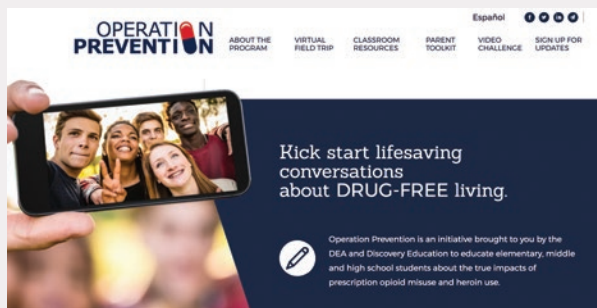 Español
OPERATION
PREVENTION
ABOUT THE
PROGRAM
VIRTUAL
FIELD TRIP
CLASSROOM
RESOURCES
PARENT
TOOLKIT
VIDEO
CHALLENGE
SIGN UP FOR
UPDATES
Kick start lifesaving
conversations
about DRUG-FREE living.
Operation Prevention is an initiative brought to you by the
DEA and Discovery Education to educate elementary, middle
and high school students about the true impacts of
prescription opioid misuse and heroin use.